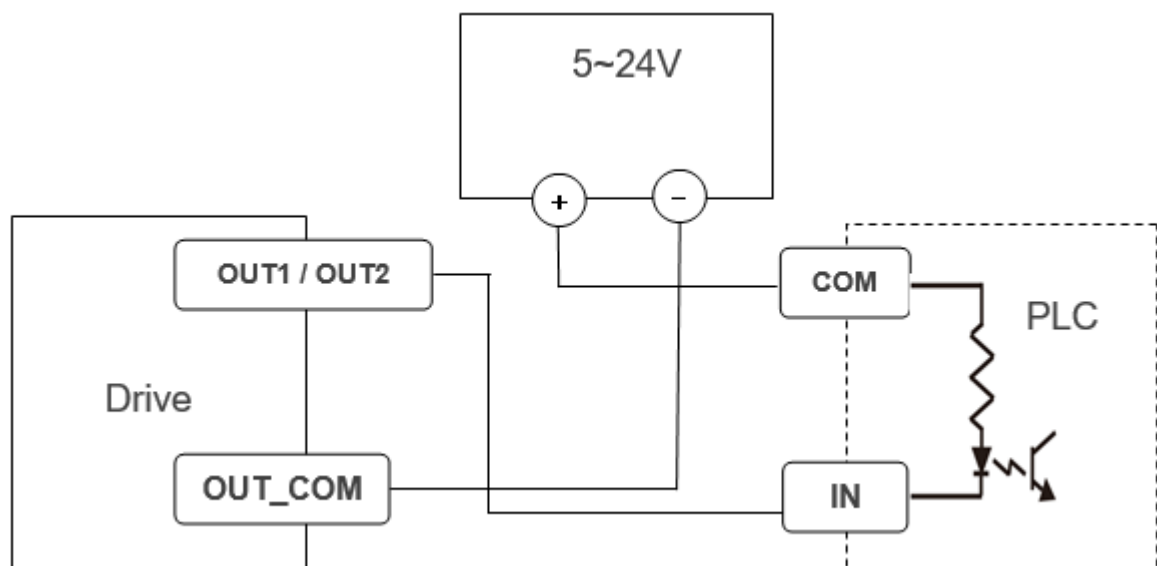 5~24V
+
−
OUT1 / OUT2
COM
PLC
Drive
OUT_COM
IN